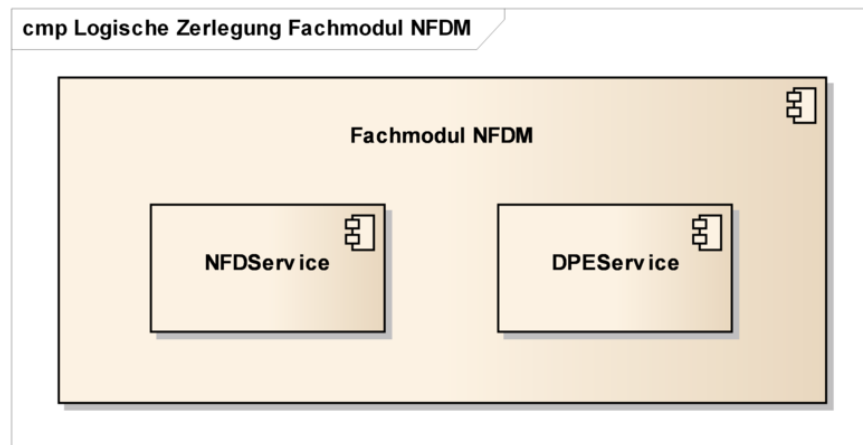 cmp Logische Zerlegung Fachmodul NFDM
Fachmodul NFDM
NFDService
DPEService